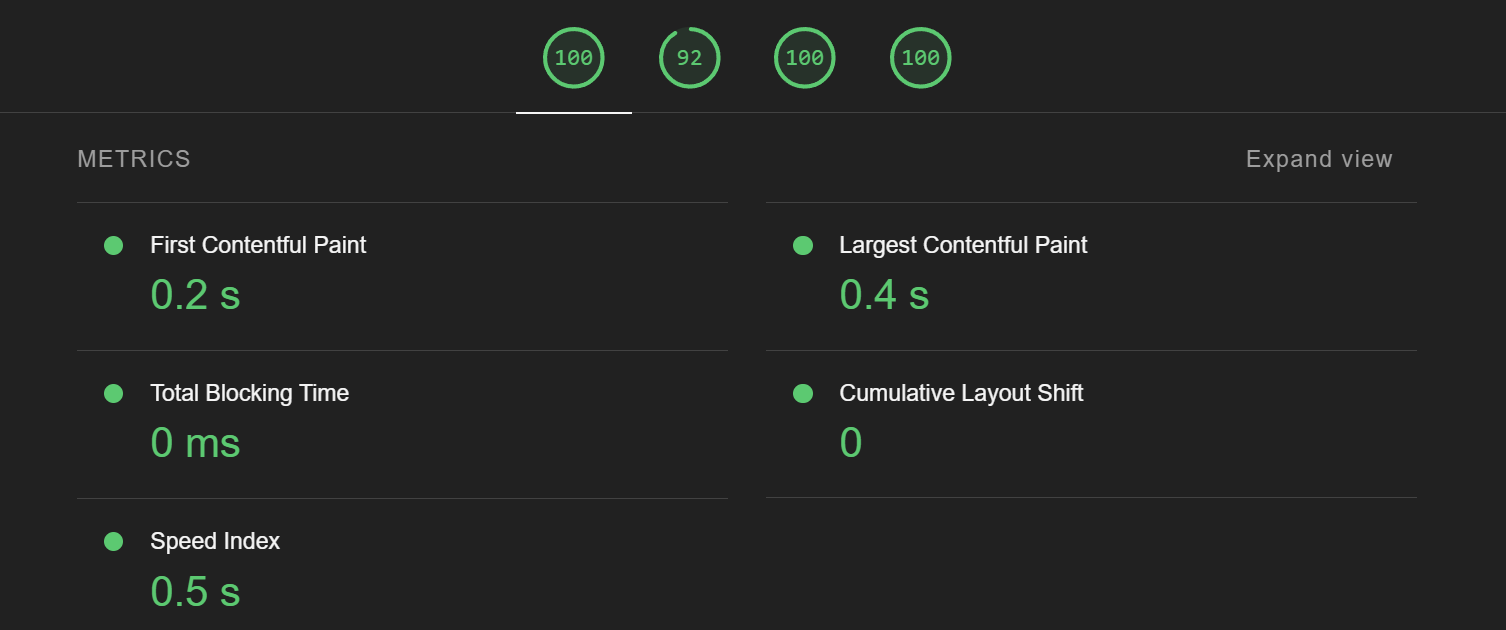 100 92 100 100
METRICS Expand view
First Contentful Paint
0.2 s
Largest Contentful Paint
0.4 s
Total Blocking Time
0 ms
Cumulative Layout Shift
0
Speed Index
0.5 s